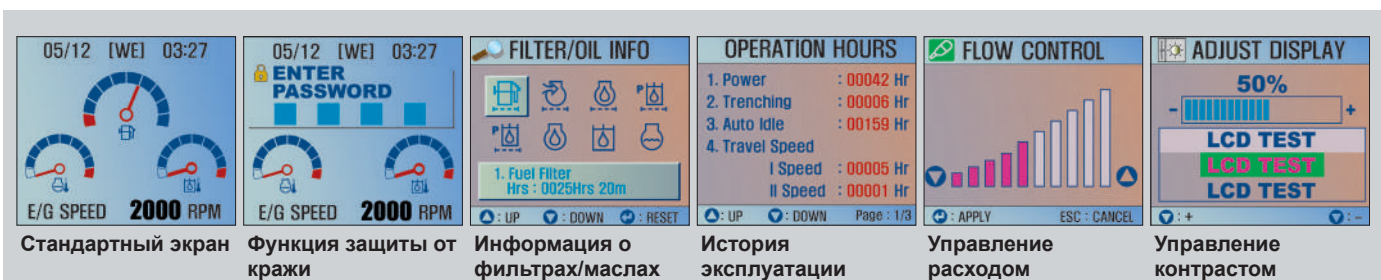 05/12 [WE] 03:27
E/G SPEED 2000 RPM
Стандартный экран
05/12 [WE] 03:27
ENTER
PASSWORD
E/G SPEED 2000 RPM
Функция защиты от
кражи
FILTER/OIL INFO
P
P
1. Fuel Filter
Hrs : 0025Hrs 20m
: UP : DOWN : RESET
Информация о
фильтрах/маслах
OPERATION HOURS
1. Power : 00042 Hr
2. Trenching : 00006 Hr
3. Auto Idle : 00159 Hr
4. Travel Speed
I Speed : 00005 Hr
II Speed : 00001 Hr
: UP : DOWN Page : 1/3
История
эксплуатации
FLOW CONTROL
: APPLY ESC : CANCEL
Управление
расходом
ADJUST DISPLAY
50%
- +
LCD TEST
LCD TEST
LCD TEST
: + : -
Управление
контрастом